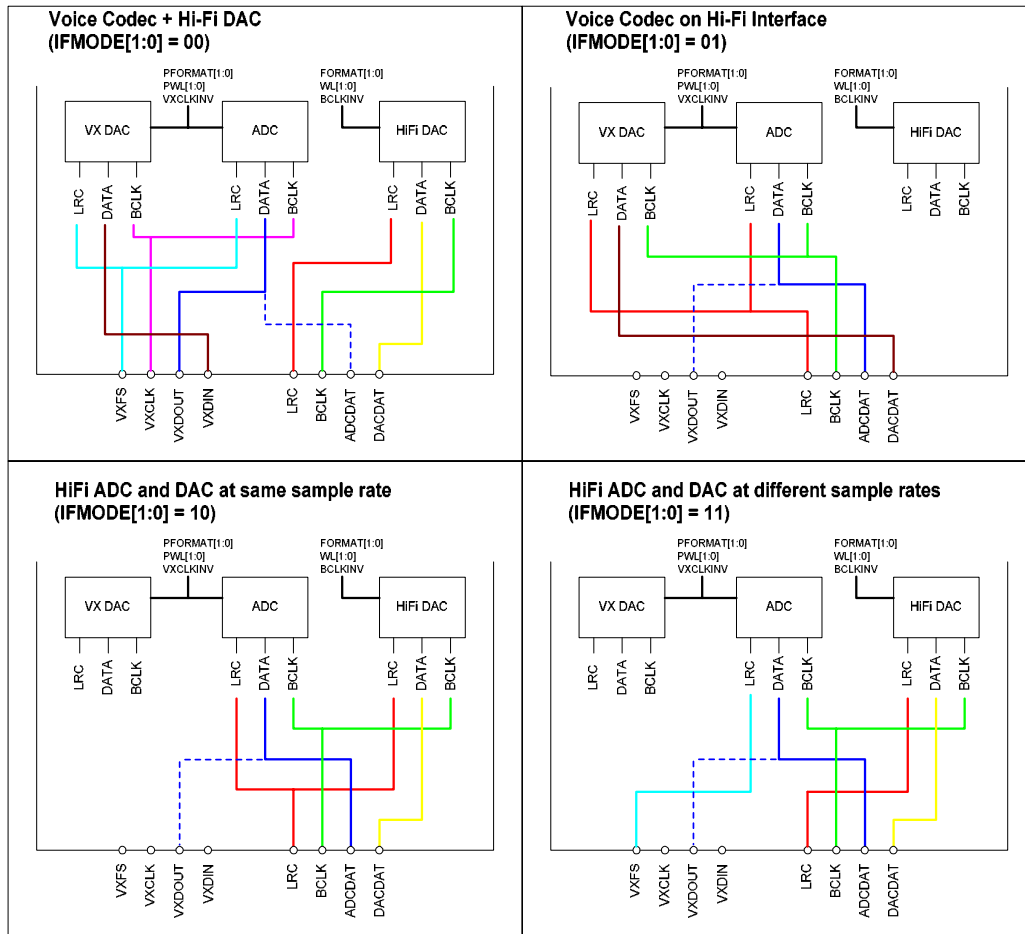 Voice Codec + Hi-Fi DAC
(IFMODE[1:0] = 00)
PFORMAT[1:0]
PWL[1:0]
VXCLKINV
FORMAT[1:0]
WL[1:0]
BCLKINV
VX DAC
ADC
HiFi DAC
LRC
DATA
BCLK
LRC
DATA
BCLK
LRC
DATA
BCLK
VXFS
VXCLK
VXDOUT
VXDIN
LRC
BCLK
ADCDAT
DACDAT
Voice Codec on Hi-Fi Interface
(IFMODE[1:0] = 01)
PFORMAT[1:0]
PWL[1:0]
VXCLKINV
FORMAT[1:0]
WL[1:0]
BCLKINV
VX DAC
ADC
HiFi DAC
LRC
DATA
BCLK
LRC
DATA
BCLK
LRC
DATA
BCLK
VXFS
VXCLK
VXDOUT
VXDIN
LRC
BCLK
ADCDAT
DACDAT
HiFi ADC and DAC at same sample rate
(IFMODE[1:0] = 10)
PFORMAT[1:0]
PWL[1:0]
VXCLKINV
FORMAT[1:0]
WL[1:0]
BCLKINV
VX DAC
ADC
HiFi DAC
LRC
DATA
BCLK
LRC
DATA
BCLK
LRC
DATA
BCLK
VXFS
VXCLK
VXDOUT
VXDIN
LRC
BCLK
ADCDAT
DACDAT
HiFi ADC and DAC at different sample rates
(IFMODE[1:0] = 11)
PFORMAT[1:0]
PWL[1:0]
VXCLKINV
FORMAT[1:0]
WL[1:0]
BCLKINV
VX DAC
ADC
HiFi DAC
LRC
DATA
BCLK
LRC
DATA
BCLK
LRC
DATA
BCLK
VXFS
VXCLK
VXDOUT
VXDIN
LRC
BCLK
ADCDAT
DACDAT